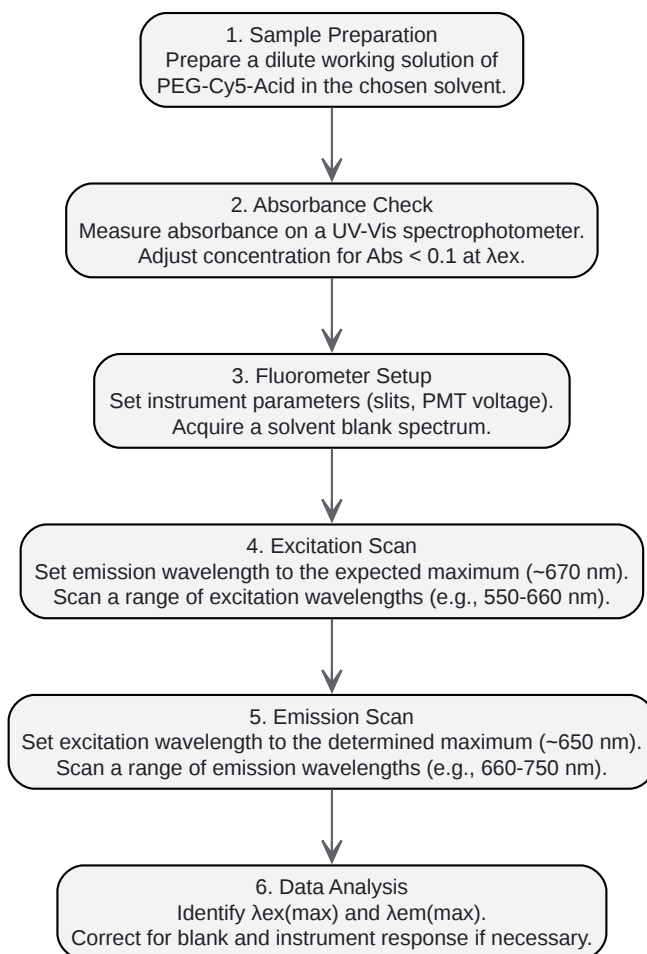 1. Sample Preparation
Prepare a dilute working solution of
PEG-Cy5-Acid in the chosen solvent.
2. Absorbance Check
Measure absorbance on a UV-Vis spectrophotometer.
Adjust concentration for Abs < 0.1 at λex.
3. Fluorometer Setup
Set instrument parameters (slits, PMT voltage).
Acquire a solvent blank spectrum.
4. Excitation Scan
Set emission wavelength to the expected maximum (~670 nm).
Scan a range of excitation wavelengths (e.g., 550-660 nm).
5. Emission Scan
Set excitation wavelength to the determined maximum (~650 nm).
Scan a range of emission wavelengths (e.g., 660-750 nm).
6. Data Analysis
Identify λex(max) and λem(max).
Correct for blank and instrument response if necessary.